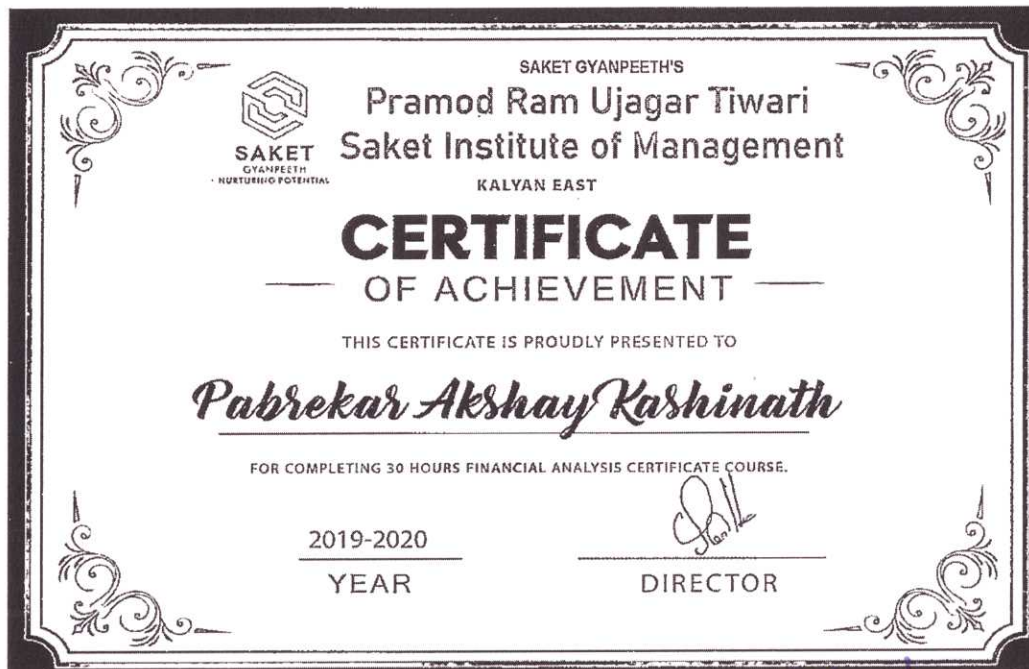 SAKET GYANPEETH'S
Pramod Ram Ujagar Tiwari
Saket Institute of Management
KALYAN EAST
SAKET
GYANPEETH
· NURTURING POTENTIAL
CERTIFICATE
OF ACHIEVEMENT
THIS CERTIFICATE IS PROUDLY PRESENTED TO
Pabrekar Akshay Kashinath
FOR COMPLETING 30 HOURS FINANCIAL ANALYSIS CERTIFICATE COURSE.
2019-2020
YEAR
DIRECTOR